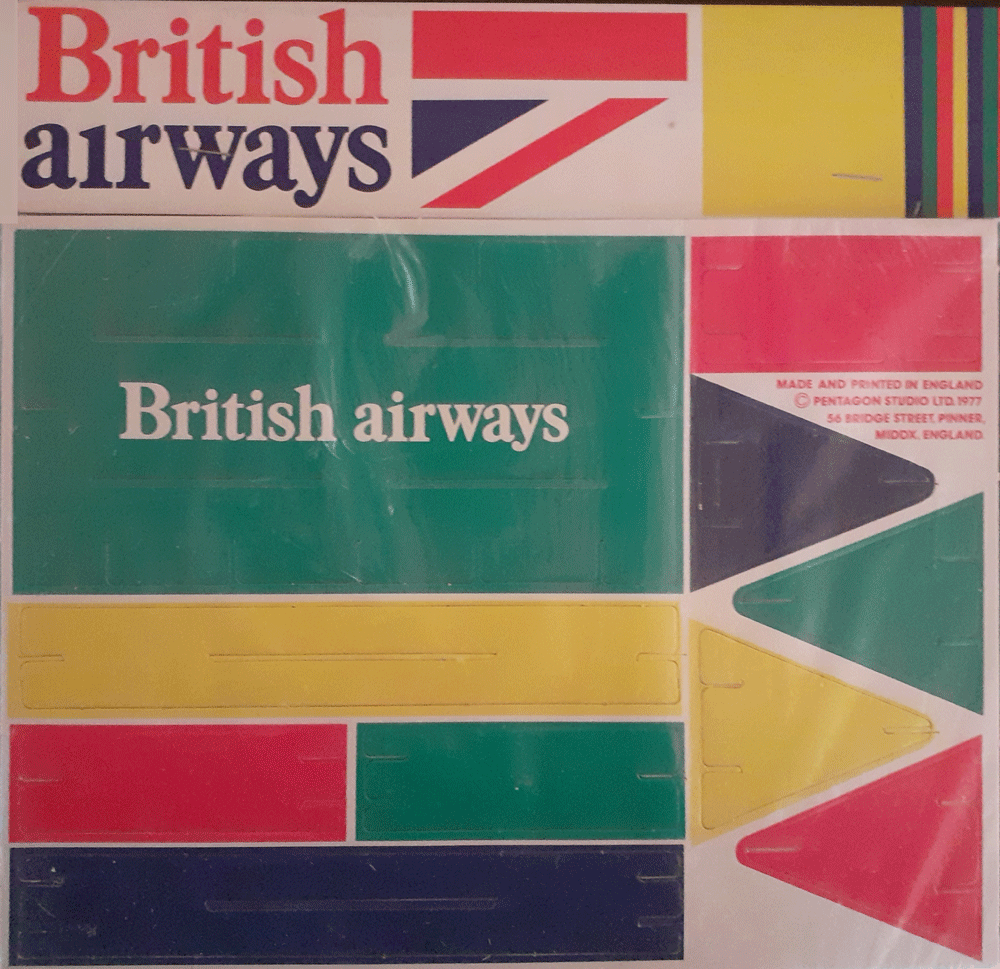 British
airways
British airways
MADE AND PRINTED IN ENGLAND
© PENTAGON STUDIO LTD. 1977
56 BRIDGE STREET, PINNER,
MIDDX. ENGLAND.